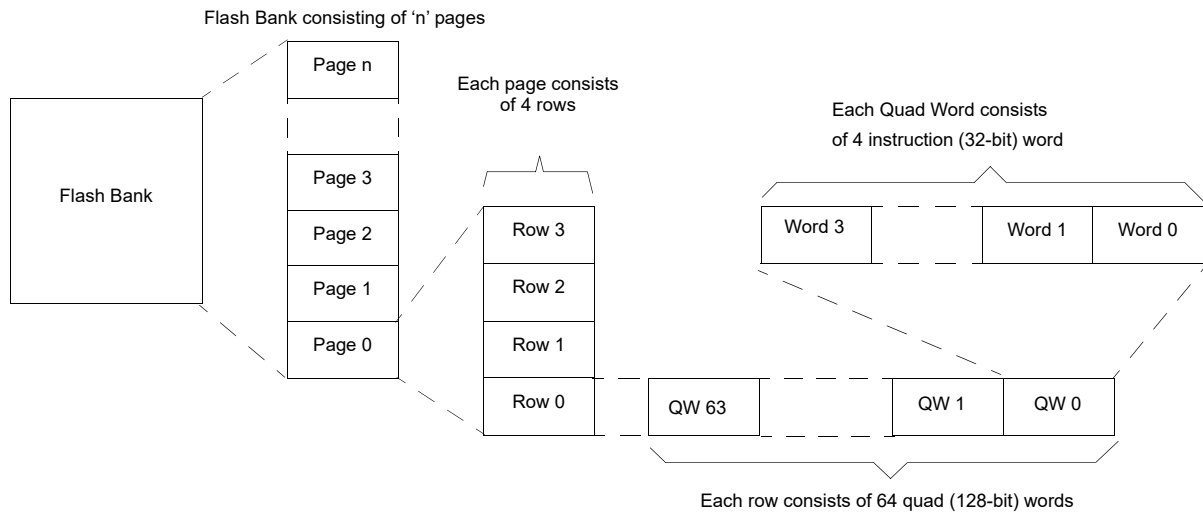 Flash Bank consisting of ‘n’ pages
Flash Bank
Page n
Page 3
Page 2
Page 1
Page 0
Each page consists
of 4 rows
Row 3
Row 2
Row 1
Row 0
Each Quad Word consists
of 4 instruction (32-bit) word
Word 3
Word 1
Word 0
QW 63
QW 1
QW 0
Each row consists of 64 quad (128-bit) words